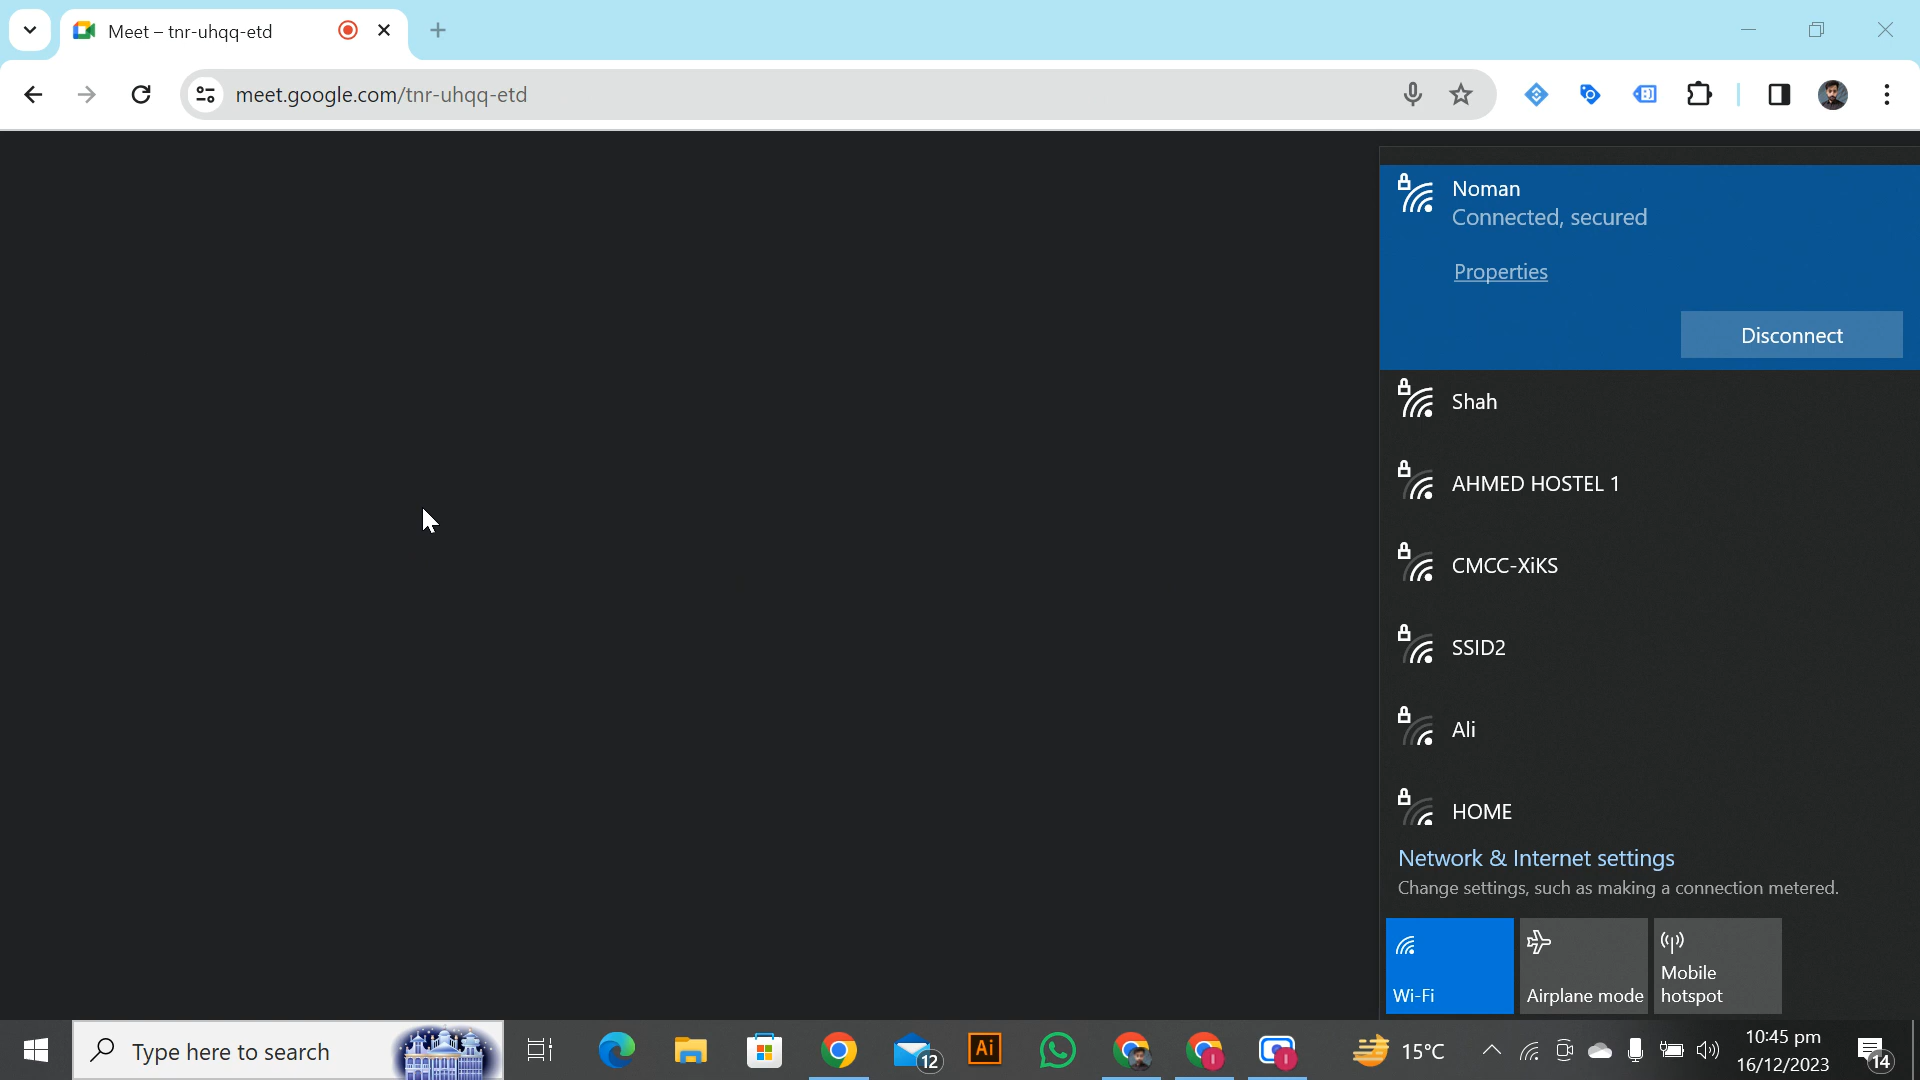 Meet – tnr-uhqq-etd
meet.google.com/tnr-uhqq-etd
Noman
Connected, secured
Properties
Disconnect
Shah
AHMED HOSTEL 1
CMCC-XiKS
SSID2
Ali
HOME
Network & Internet settings
Change settings, such as making a connection metered.
Wi-Fi
Airplane mode
Mobile
hotspot
Type here to search
12
Ai
15°C
10:45 pm
16/12/2023
14